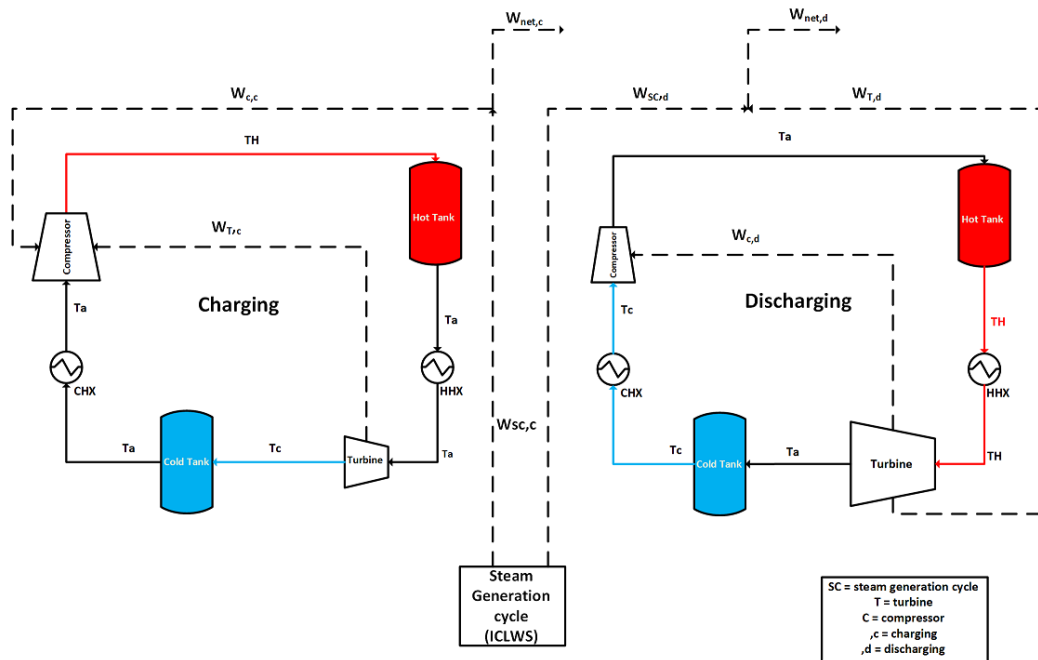 W_net,c
W_net,d
W_c,c
W_SC,d
W_T,d
TH
Ta
Hot Tank
Hot Tank
Compressor
Compressor
W_T,c
W_c,d
Charging
Discharging
Ta
Ta
Tc
TH
CHX
HHX
CHX
HHX
Wsc,c
Ta
Tc
Ta
Tc
Ta
TH
Cold Tank
Turbine
Cold Tank
Turbine
Steam
Generation
cycle
(ICLWS)
SC = steam generation cycle
T = turbine
C = compressor
,c = charging
,d = discharging